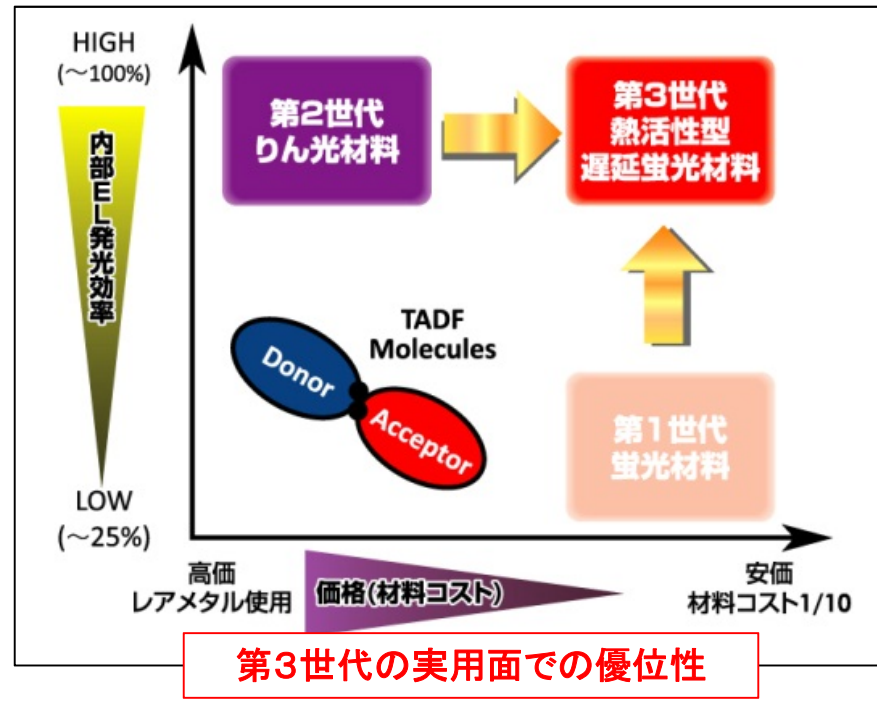 HIGH
(～100%)
内部EL発光効率
LOW
(～25%)
第2世代
りん光材料
第3世代
熱活性型
遅延蛍光材料
TADF
Molecules
Donor
Acceptor
第1世代
蛍光材料
高価
レアメタル使用
価格(材料コスト)
安価
材料コスト1/10
第3世代の実用面での優位性